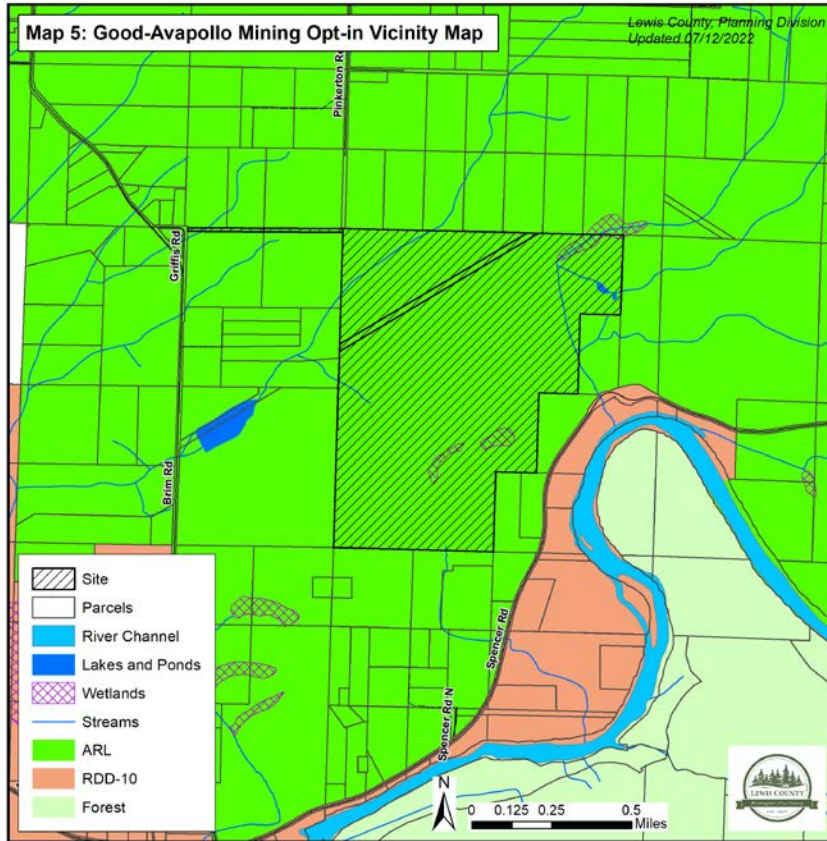 Map 5: Good-Avapollo Mining Opt-in Vicinity Map
Lewis County, Planning Division
Updated 07/12/2022
Pinkerton Rd
Griffis Rd
Brim Rd
Spencer Rd
Spencer Rd N
Site
Parcels
River Channel
Lakes and Ponds
Wetlands
Streams
ARL
RDD-10
Forest
N
0 0.125 0.25 0.5
Miles
LEWIS COUNTY